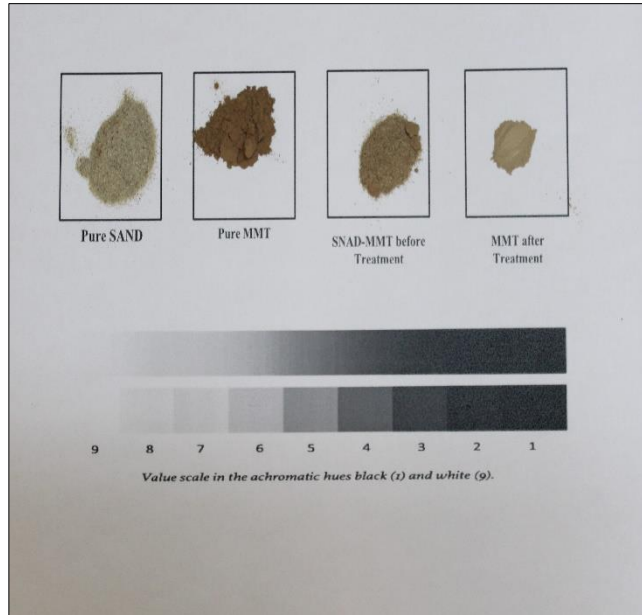 Pure SAND
Pure MMT
SNAD-MMT before
Treatment
MMT after
Treatment
9 8 7 6 5 4 3 2 1
Value scale in the achromatic hues black (1) and white (9).